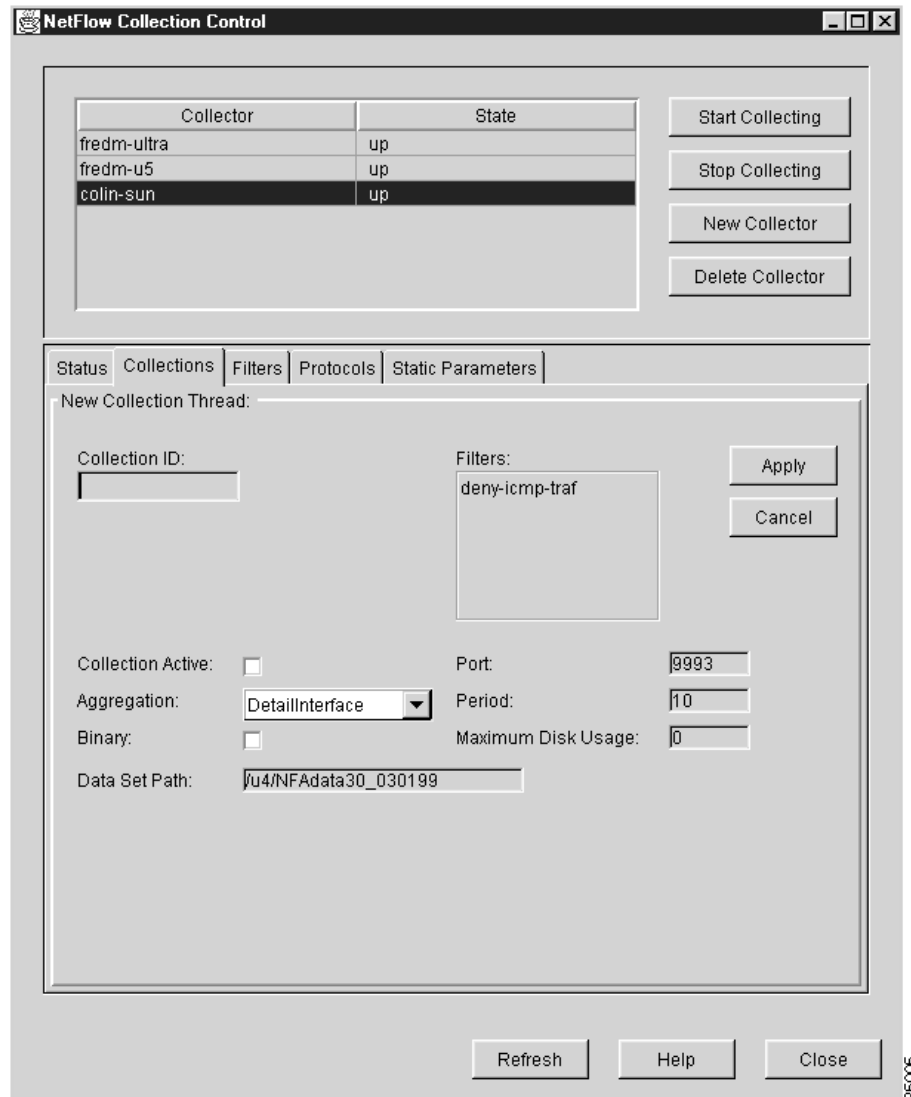 NetFlow Collection Control
Collector State
fredm-ultra up
fredm-u5 up
colin-sun up
Start Collecting
Stop Collecting
New Collector
Delete Collector
Status Collections Filters Protocols Static Parameters
New Collection Thread:
Collection ID:
Filters:
deny-icmp-traf
Apply
Cancel
Collection Active:
Port: 9993
Aggregation: DetailInterface
Period: 10
Binary:
Maximum Disk Usage: 0
Data Set Path: /u4/NFAdata30_030199
Refresh Help Close